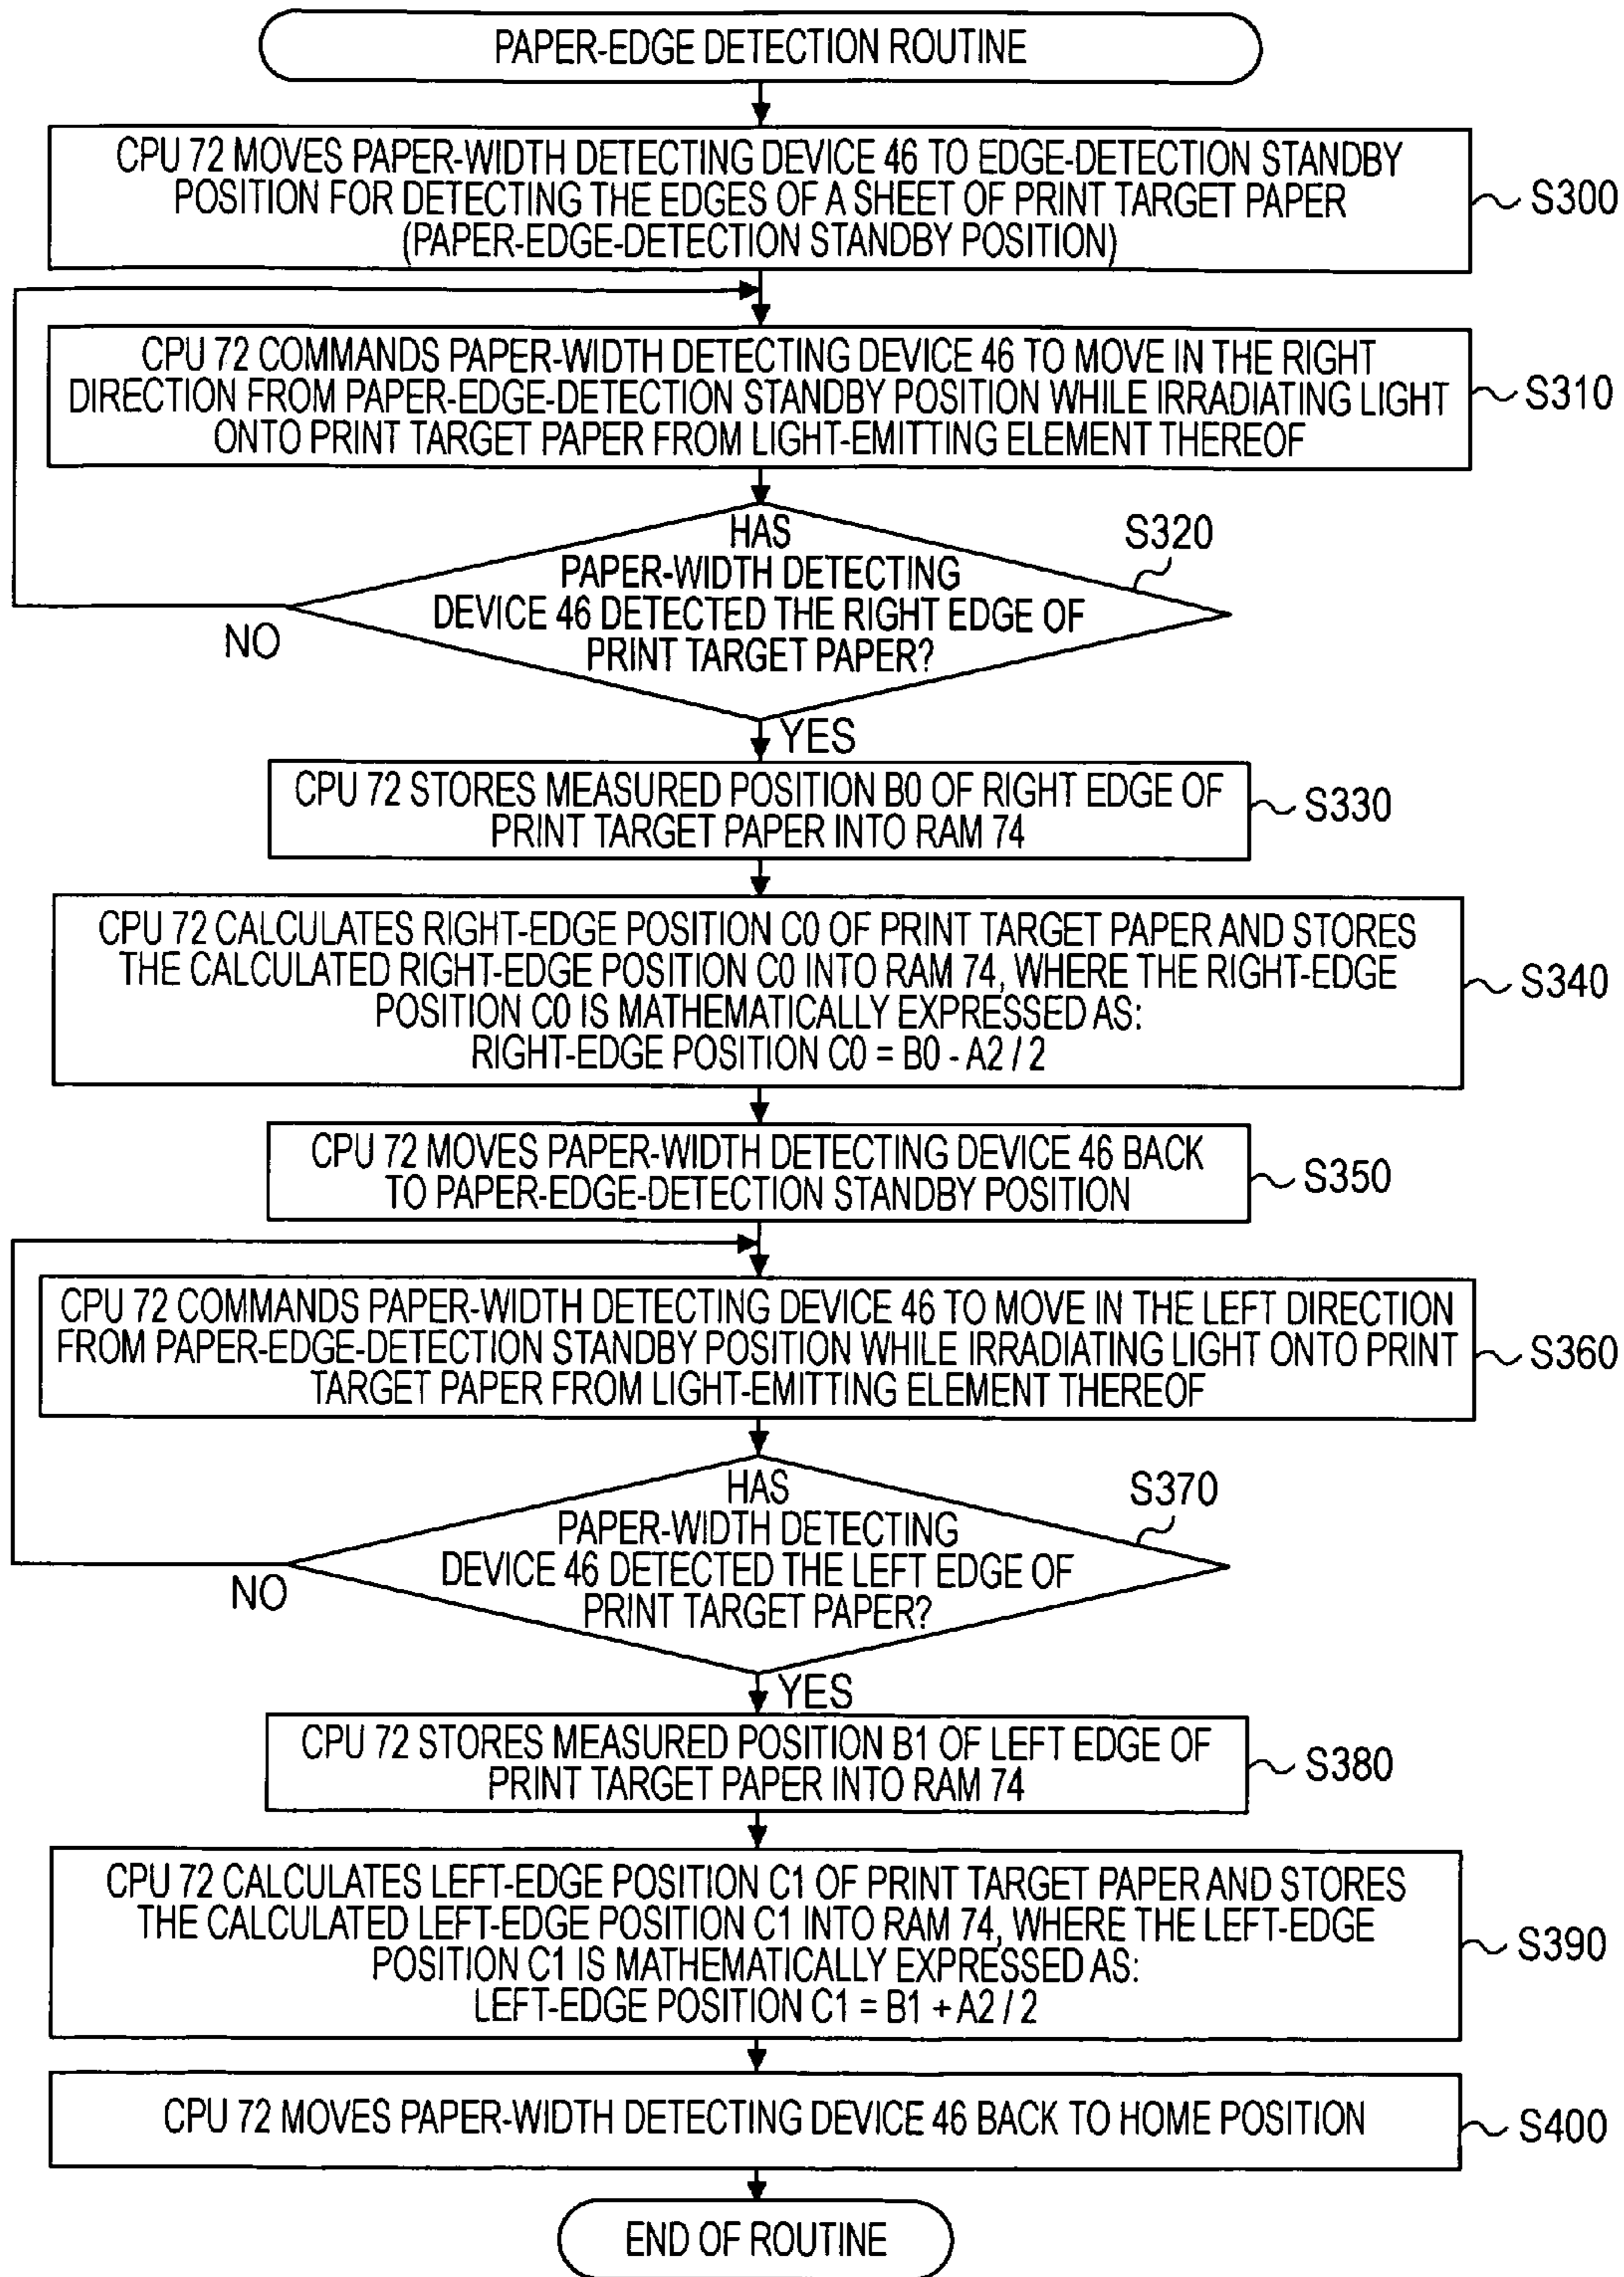 PAPER-EDGE DETECTION ROUTINE
CPU 72 MOVES PAPER-WIDTH DETECTING DEVICE 46 TO EDGE-DETECTION STANDBY
POSITION FOR DETECTING THE EDGES OF A SHEET OF PRINT TARGET PAPER
(PAPER-EDGE-DETECTION STANDBY POSITION)
S300
CPU 72 COMMANDS PAPER-WIDTH DETECTING DEVICE 46 TO MOVE IN THE RIGHT
DIRECTION FROM PAPER-EDGE-DETECTION STANDBY POSITION WHILE IRRADIATING LIGHT
ONTO PRINT TARGET PAPER FROM LIGHT-EMITTING ELEMENT THEREOF
S310
HAS
PAPER-WIDTH DETECTING
DEVICE 46 DETECTED THE RIGHT EDGE OF
PRINT TARGET PAPER?
S320
NO
YES
CPU 72 STORES MEASURED POSITION B0 OF RIGHT EDGE OF
PRINT TARGET PAPER INTO RAM 74
S330
CPU 72 CALCULATES RIGHT-EDGE POSITION C0 OF PRINT TARGET PAPER AND STORES
THE CALCULATED RIGHT-EDGE POSITION C0 INTO RAM 74, WHERE THE RIGHT-EDGE
POSITION C0 IS MATHEMATICALLY EXPRESSED AS:
RIGHT-EDGE POSITION C0 = B0 - A2 / 2
S340
CPU 72 MOVES PAPER-WIDTH DETECTING DEVICE 46 BACK
TO PAPER-EDGE-DETECTION STANDBY POSITION
S350
CPU 72 COMMANDS PAPER-WIDTH DETECTING DEVICE 46 TO MOVE IN THE LEFT DIRECTION
FROM PAPER-EDGE-DETECTION STANDBY POSITION WHILE IRRADIATING LIGHT ONTO PRINT
TARGET PAPER FROM LIGHT-EMITTING ELEMENT THEREOF
S360
HAS
PAPER-WIDTH DETECTING
DEVICE 46 DETECTED THE LEFT EDGE OF
PRINT TARGET PAPER?
S370
NO
YES
CPU 72 STORES MEASURED POSITION B1 OF LEFT EDGE OF
PRINT TARGET PAPER INTO RAM 74
S380
CPU 72 CALCULATES LEFT-EDGE POSITION C1 OF PRINT TARGET PAPER AND STORES
THE CALCULATED LEFT-EDGE POSITION C1 INTO RAM 74, WHERE THE LEFT-EDGE
POSITION C1 IS MATHEMATICALLY EXPRESSED AS:
LEFT-EDGE POSITION C1 = B1 + A2 / 2
S390
CPU 72 MOVES PAPER-WIDTH DETECTING DEVICE 46 BACK TO HOME POSITION
S400
END OF ROUTINE